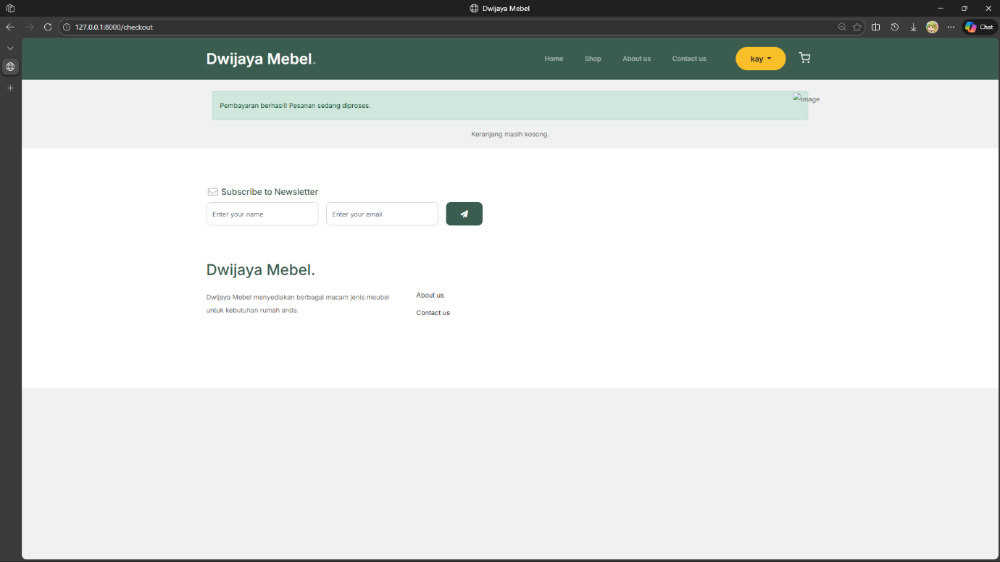 Dwijaya Mebel
127.0.0.1:8000/checkout
Chat
Dwijaya Mebel.
Home
Shop
About us
Contact us
kay
Pembayaran berhasil! Pesanan sedang diproses.
Image
Keranjang masih kosong.
Subscribe to Newsletter
Enter your name
Enter your email
Dwijaya Mebel.
Dwijaya Mebel menyediakan berbagai macam jenis meubel
untuk kebutuhan rumah anda.
About us
Contact us